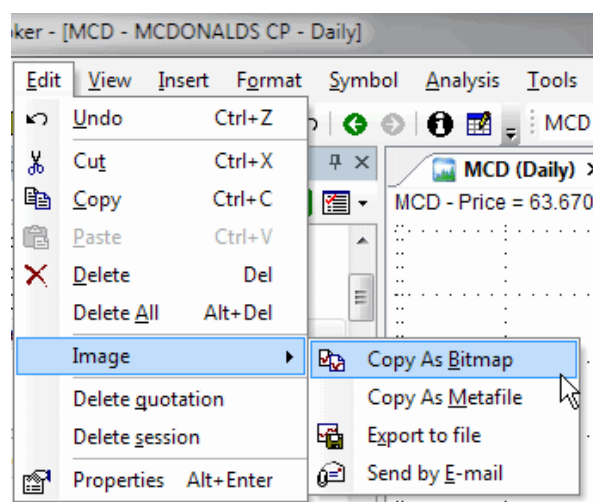 ker - [MCD - MCDONALDS CP - Daily]
Edit View Insert Format Symbol Analysis Tools
Undo Ctrl+Z
MCD
Cut Ctrl+X
MCD (Daily)
Copy Ctrl+C
MCD - Price = 63.670
Paste Ctrl+V
Delete Del
Delete All Alt+Del
Image
Copy As Bitmap
Copy As Metafile
Delete quotation
Export to file
Delete session
Send by E-mail
Properties Alt+Enter